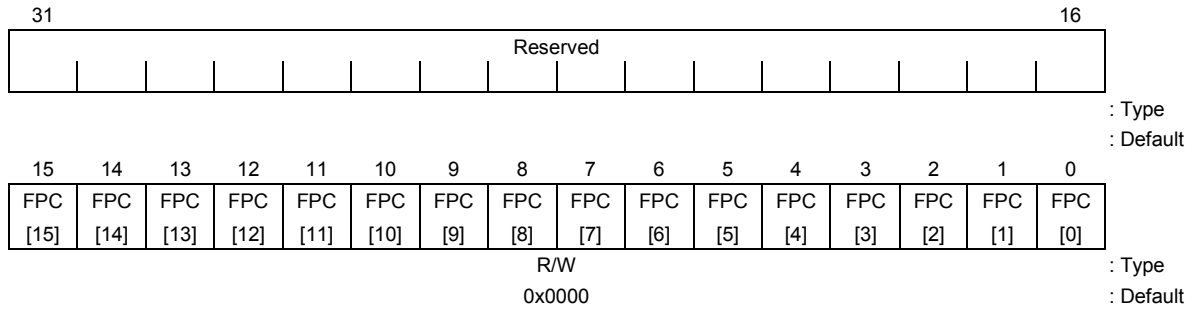 31 16
Reserved
: Type
: Default
15 14 13 12 11 10 9 8 7 6 5 4 3 2 1 0
FPC FPC FPC FPC FPC FPC FPC FPC FPC FPC FPC FPC FPC FPC FPC FPC
[15] [14] [13] [12] [11] [10] [9] [8] [7] [6] [5] [4] [3] [2] [1] [0]
R/W : Type
0x0000 : Default